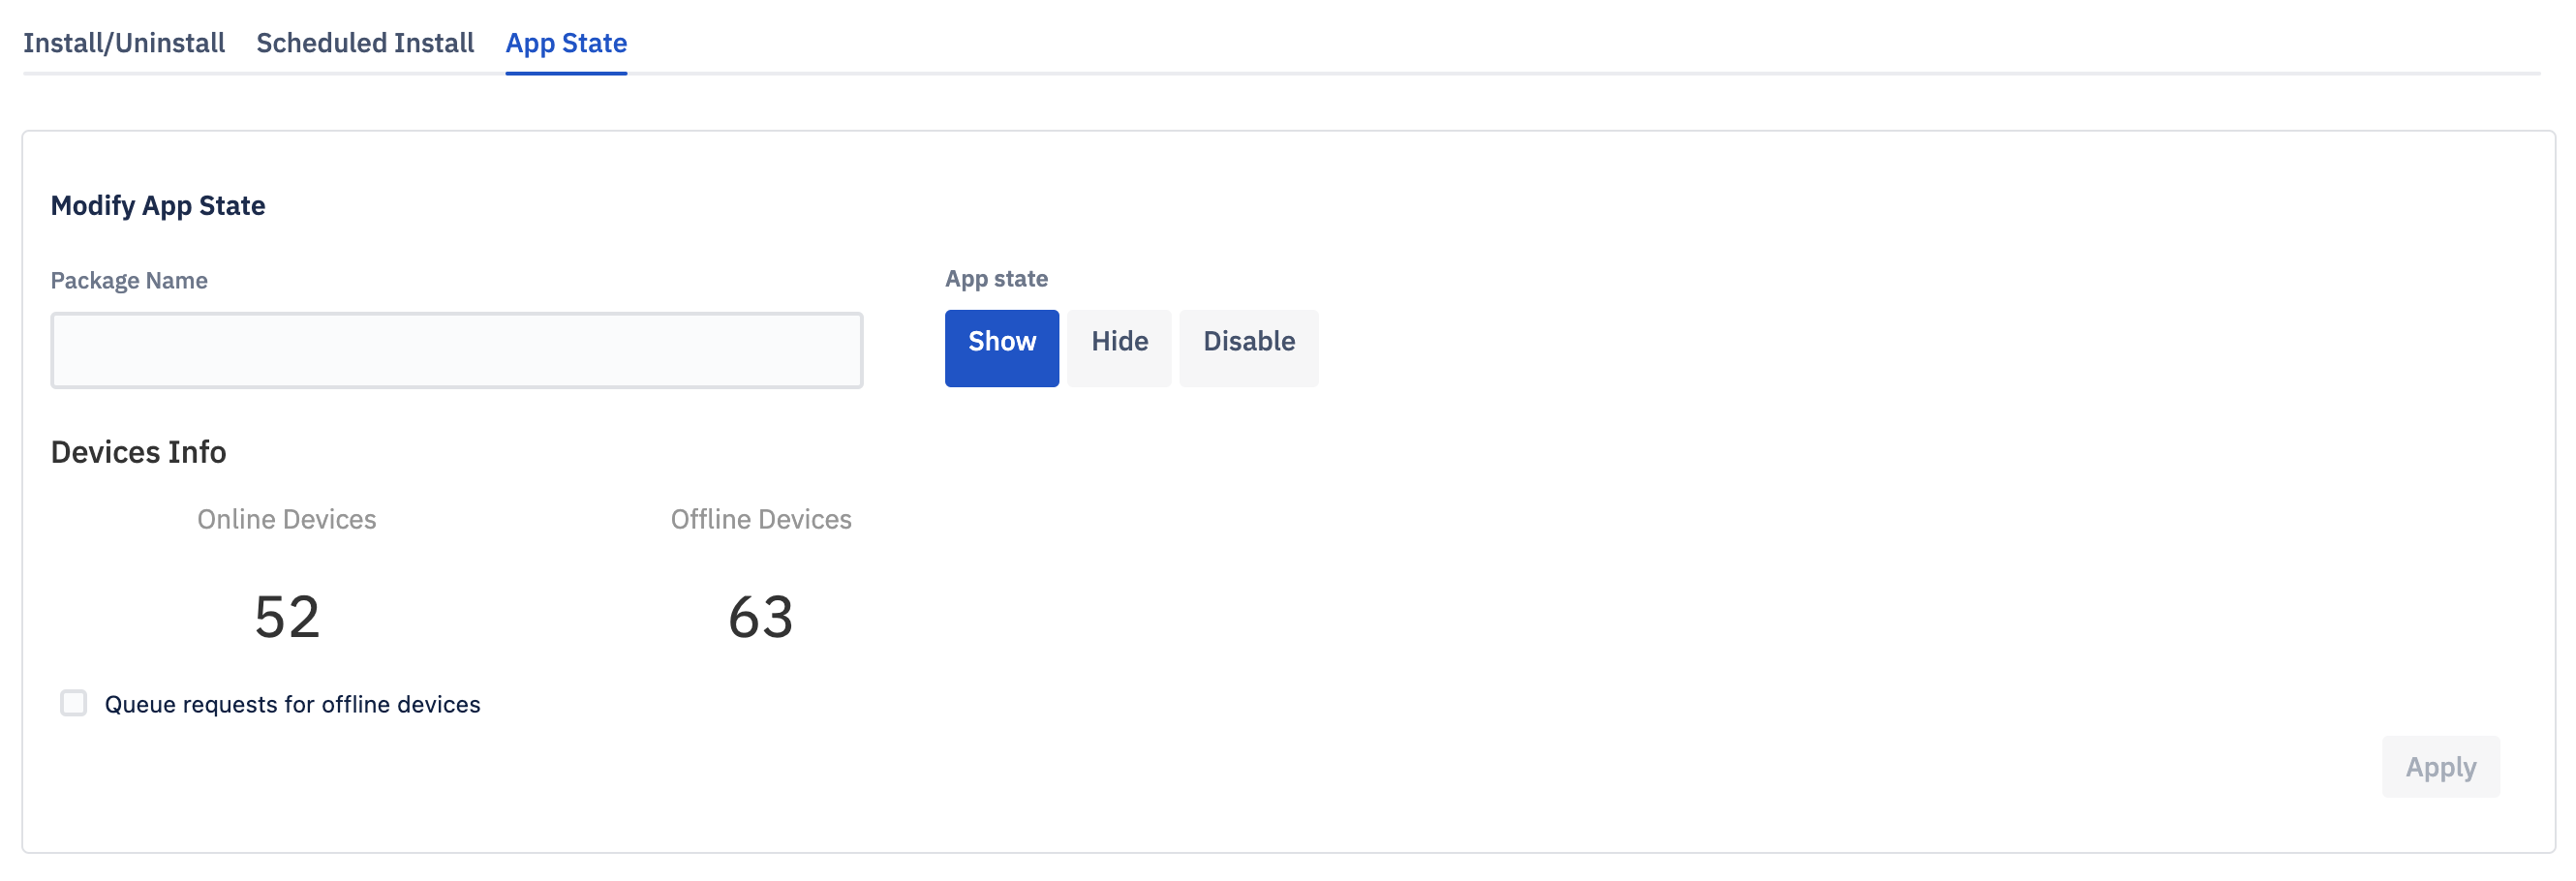 Install/Uninstall Scheduled Install App State
Modify App State
Package Name App state
Show Hide Disable
Devices Info
Online Devices Offline Devices
52 63
Queue requests for offline devices
Apply